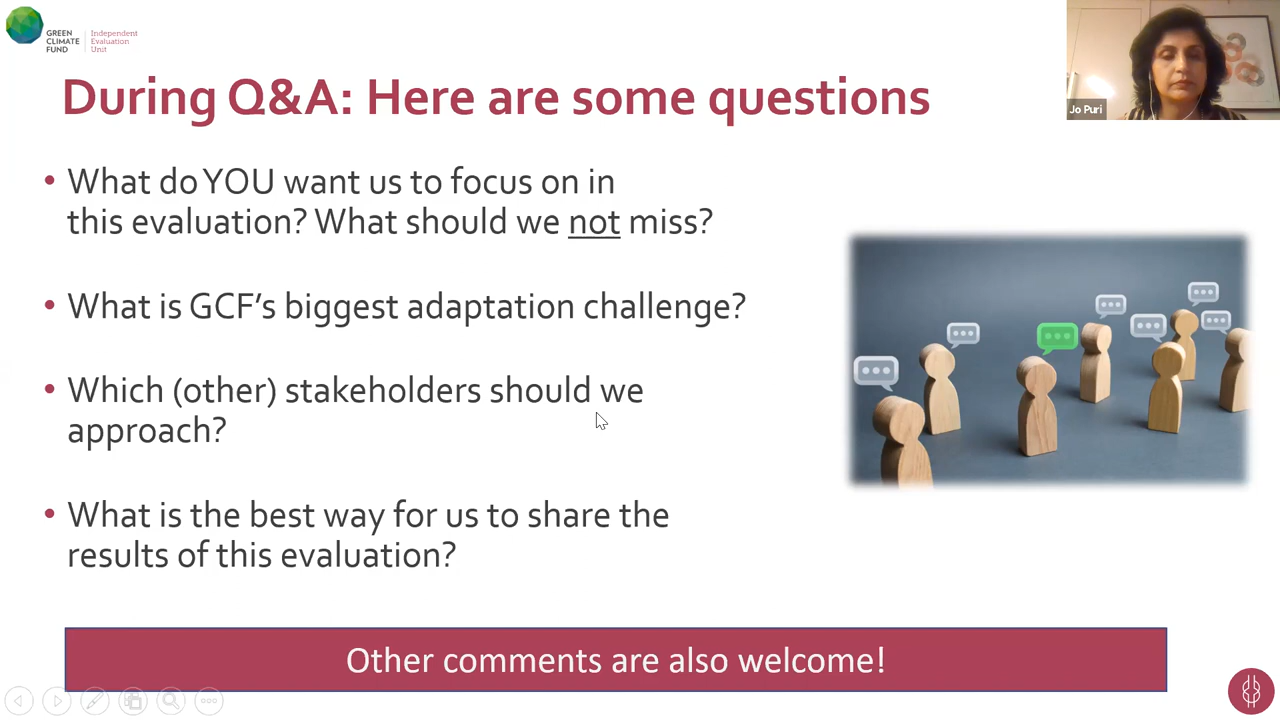 GREEN
CLIMATE
FUND
Independent
Evaluation
Unit
Jo Puri
During Q&A: Here are some questions
• What do YOU want us to focus on in
this evaluation? What should we not miss?
• What is GCF’s biggest adaptation challenge?
• Which (other) stakeholders should we
approach?
• What is the best way for us to share the
results of this evaluation?
Other comments are also welcome!